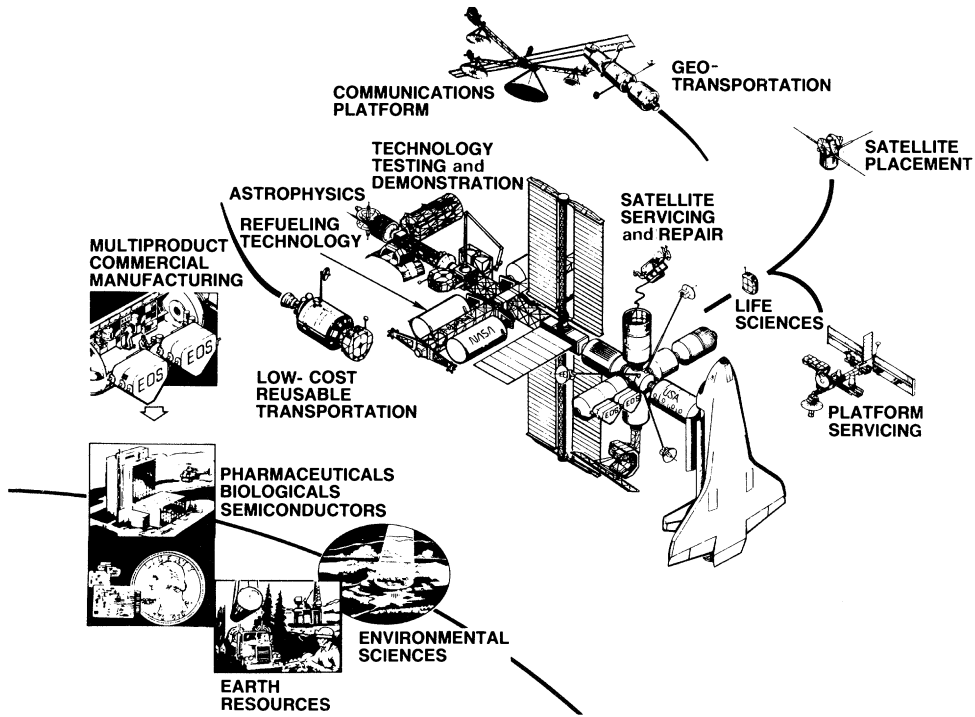 GEO-
TRANSPORTATION
COMMUNICATIONS
PLATFORM
SATELLITE
PLACEMENT
TECHNOLOGY
TESTING and
DEMONSTRATION
ASTROPHYSICS
SATELLITE
SERVICING
and REPAIR
REFUELING
TECHNOLOGY
MULTIPRODUCT
COMMERCIAL
MANUFACTURING
LIFE
SCIENCES
EOS
EOS
NASA
LOW- COST
REUSABLE
TRANSPORTATION
USA
EOS
EOS
PLATFORM
SERVICING
PHARMACEUTICALS
BIOLOGICALS
SEMICONDUCTORS
ENVIRONMENTAL
SCIENCES
EARTH
RESOURCES